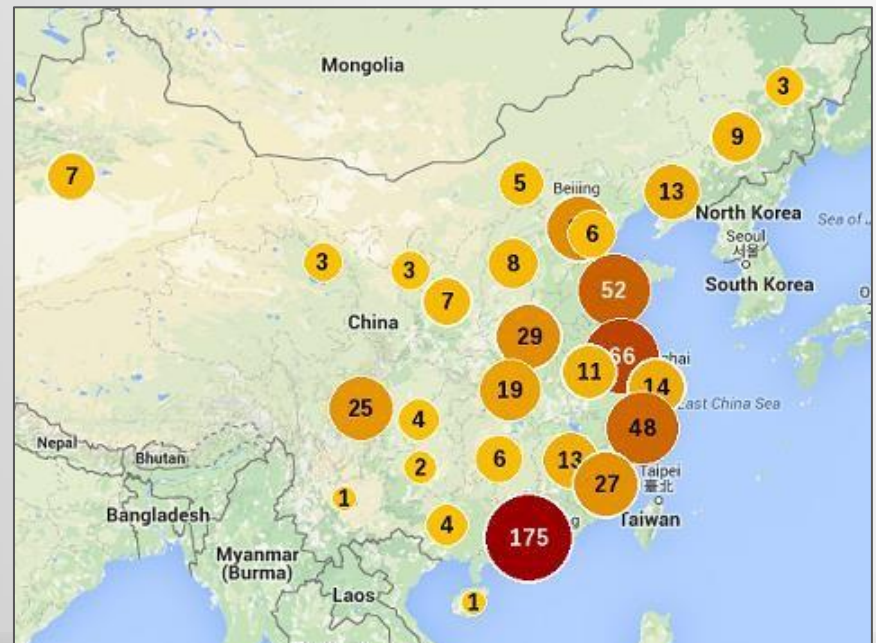 Mongolia
3
9
7
5
Beijing
13
6
North Korea
Sea of
Seoul
서울
3
3
8
South Korea
52
7
China
29
66
11
14
19
25
4
East China Sea
48
Nepal
Bhutan
2
6
13
27
Taipei
臺北
1
Bangladesh
4
175
Taiwan
Myanmar
(Burma)
Laos
1